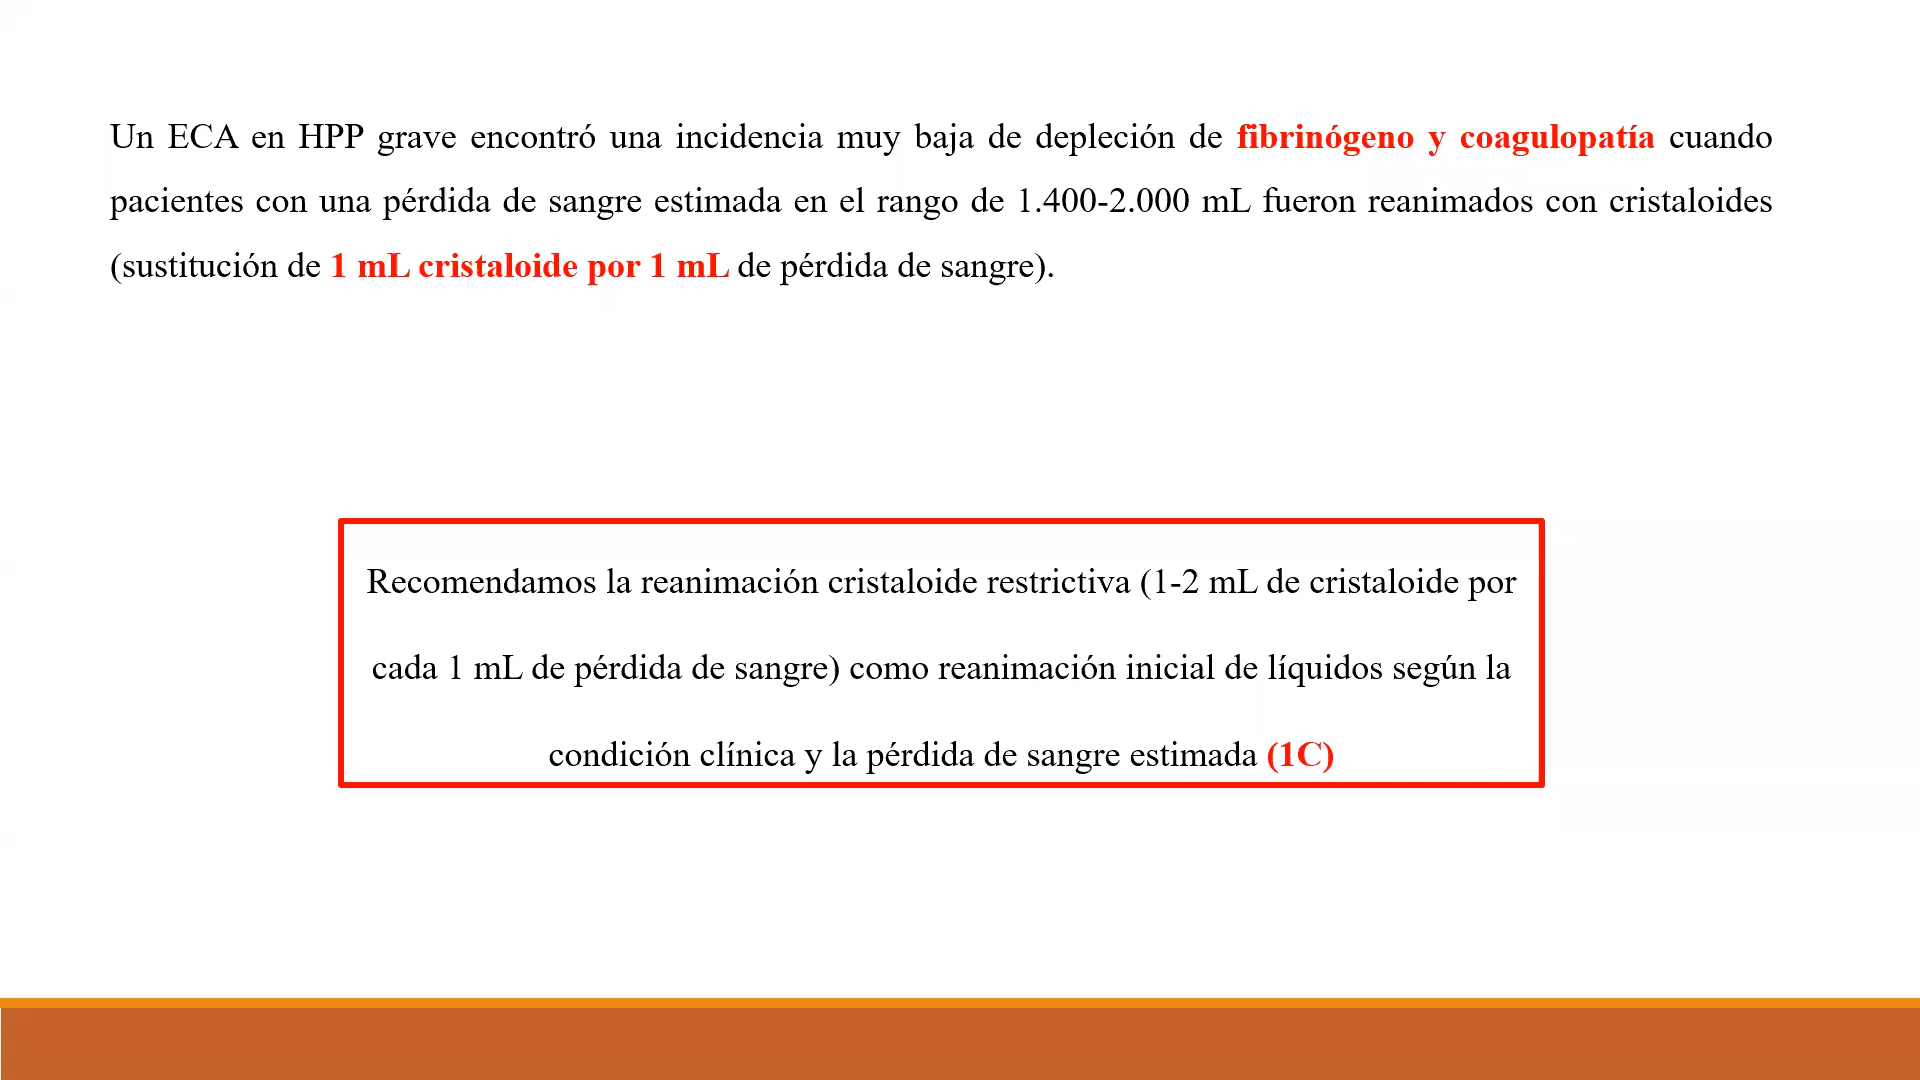 Un ECA en HPP grave encontró una incidencia muy baja de depleción de fibrinógeno y coagulopatía cuando
pacientes con una pérdida de sangre estimada en el rango de 1.400-2.000 mL fueron reanimados con cristaloides
(sustitución de 1 mL cristaloide por 1 mL de pérdida de sangre).
Recomendamos la reanimación cristaloide restrictiva (1-2 mL de cristaloide por
cada 1 mL de pérdida de sangre) como reanimación inicial de líquidos según la
condición clínica y la pérdida de sangre estimada (1C)